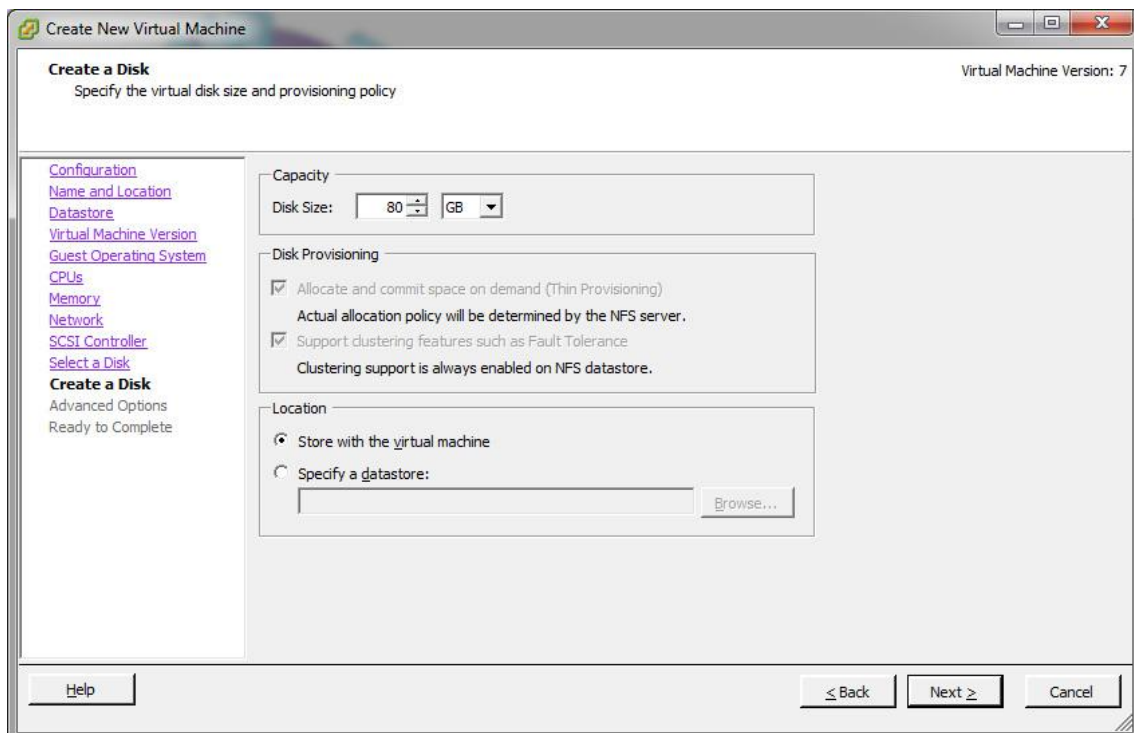 Create New Virtual Machine
Create a Disk
Virtual Machine Version: 7
Specify the virtual disk size and provisioning policy
Configuration
Name and Location
Datastore
Virtual Machine Version
Guest Operating System
CPUs
Memory
Network
SCSI Controller
Select a Disk
Create a Disk
Advanced Options
Ready to Complete
Capacity
Disk Size: 80 GB
Disk Provisioning
Allocate and commit space on demand (Thin Provisioning)
Actual allocation policy will be determined by the NFS server.
Support clustering features such as Fault Tolerance
Clustering support is always enabled on NFS datastore.
Location
Store with the virtual machine
Specify a datastore:
Browse...
Help
< Back
Next >
Cancel